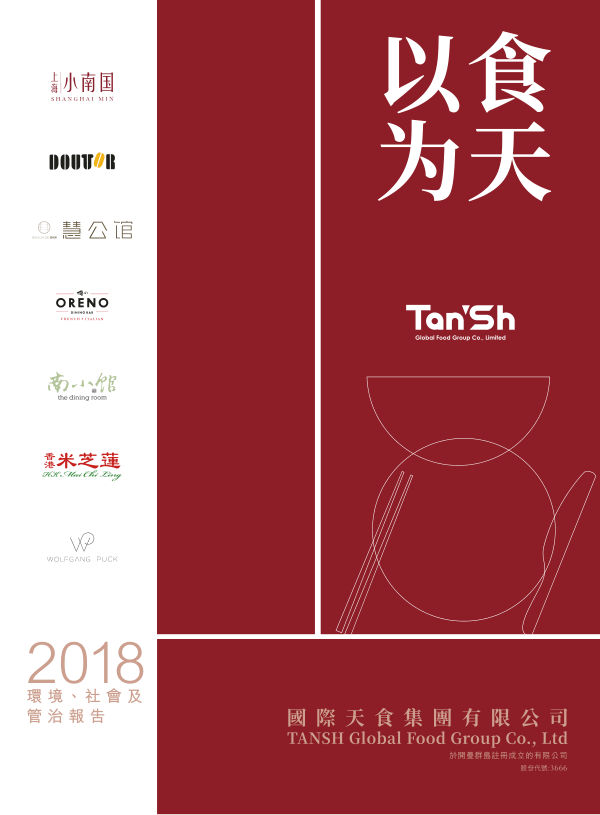 上海 小南国
SHANGHAI MIN
DOUTOR
慧公馆
ORENO
DINING BAR
FRENCH • ITALIAN
南小馆
the dining room
香港 米芝蓮
HK Mai Chi Ling
WP
WOLFGANG PUCK
以食
为天
Tan'Sh
Global Food Group Co., Limited
2018
環境、社會及
管治報告
國際天食集團有限公司
TANSH Global Food Group Co., Ltd
於開曼群島註冊成立的有限公司
股份代號:3666